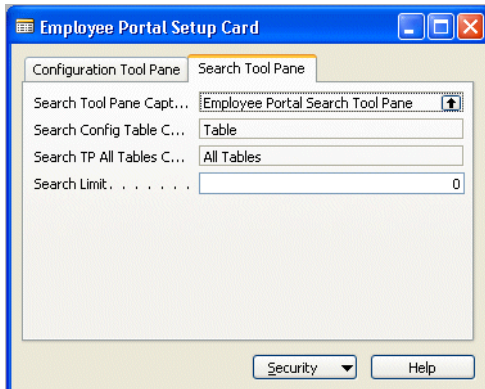 Employee Portal Setup Card
Configuration Tool Pane Search Tool Pane
Search Tool Pane Capt... Employee Portal Search Tool Pane
Search Config Table C... Table
Search TP All Tables C... All Tables
Search Limit. . . . . . . 0
Security Help